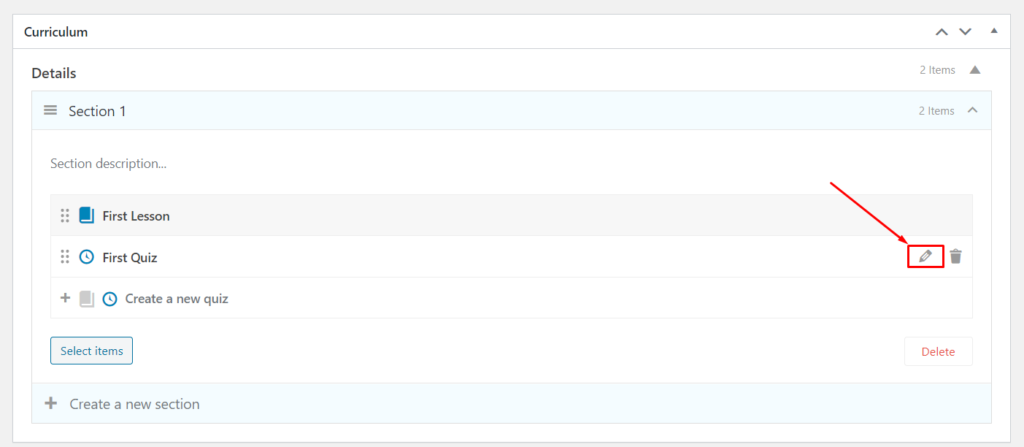 Curriculum
Details
2 Items
Section 1
2 Items
Section description...
First Lesson
First Quiz
Create a new quiz
Select items
Delete
Create a new section